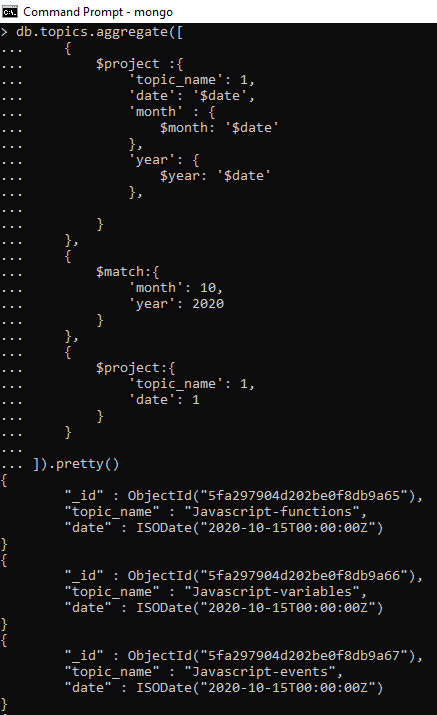 Command Prompt - mongo
> db.topics.aggregate([
...     {
...         $project :{
...             'topic_name': 1,
...             'date': '$date',
...             'month' : {
...                 $month: '$date'
...             },
...             'year': {
...                 $year: '$date'
...             },
...
...         }
...     },
...     {
...         $match:{
...             'month': 10,
...             'year': 2020
...         }
...     },
...     {
...         $project:{
...             'topic_name': 1,
...             'date': 1
...         }
...     }
...
... ]).pretty()
{
        "_id" : ObjectId("5fa297904d202be0f8db9a65"),
        "topic_name" : "Javascript-functions",
        "date" : ISODate("2020-10-15T00:00:00Z")
}
{
        "_id" : ObjectId("5fa297904d202be0f8db9a66"),
        "topic_name" : "Javascript-variables",
        "date" : ISODate("2020-10-15T00:00:00Z")
}
{
        "_id" : ObjectId("5fa297904d202be0f8db9a67"),
        "topic_name" : "Javascript-events",
        "date" : ISODate("2020-10-15T00:00:00Z")
}